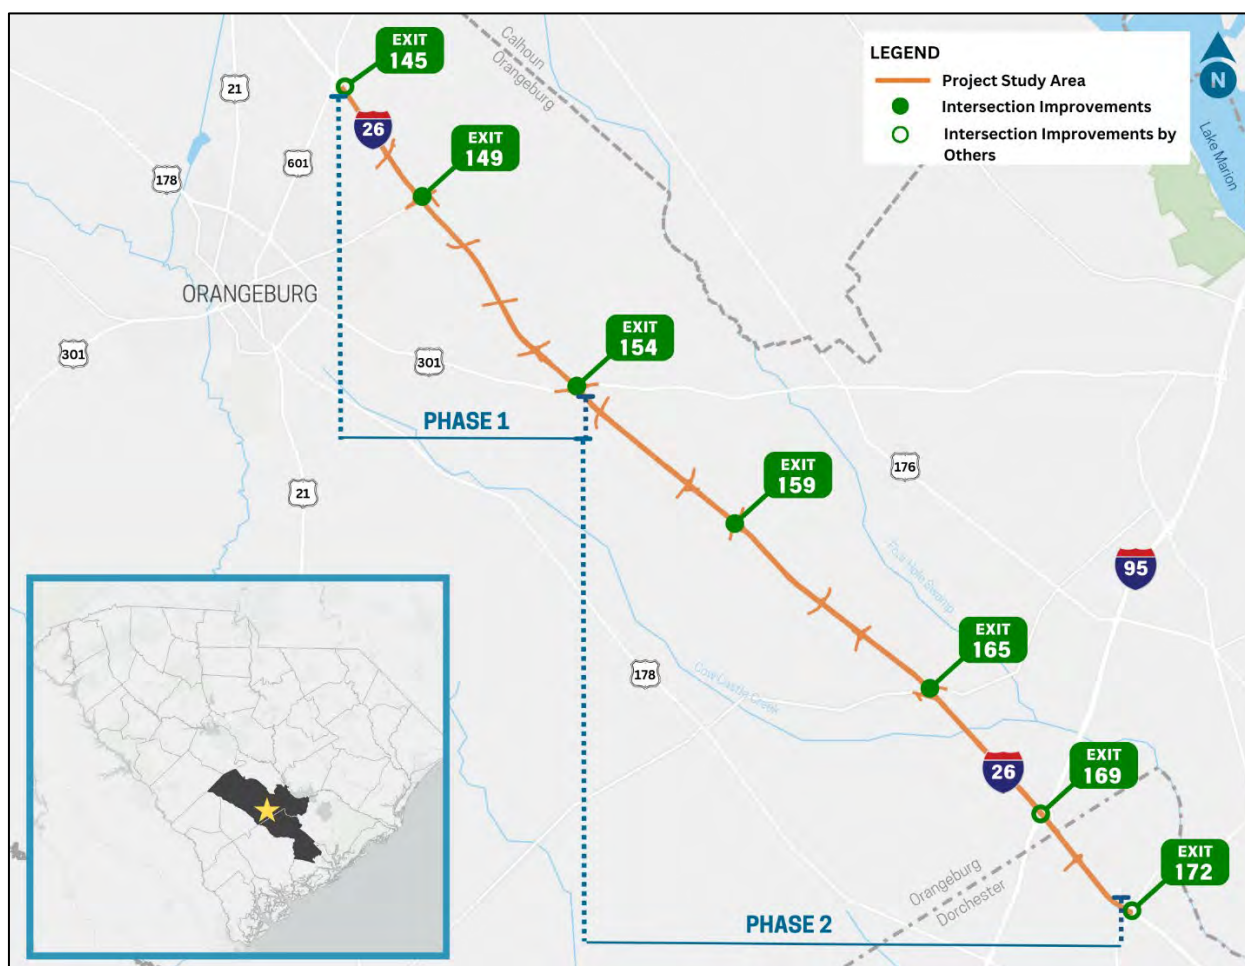 EXIT
145
Calhoun
Orangeburg
LEGEND
Project Study Area
Intersection Improvements
Intersection Improvements by
Others
N
Lake Marion
21
26
EXIT
149
601
178
ORANGEBURG
EXIT
154
301
301
PHASE 1
EXIT
159
176
21
Four Hole Swamp
95
EXIT
165
178
Cow Castle Creek
26
EXIT
169
EXIT
172
Orangeburg
Dorchester
PHASE 2